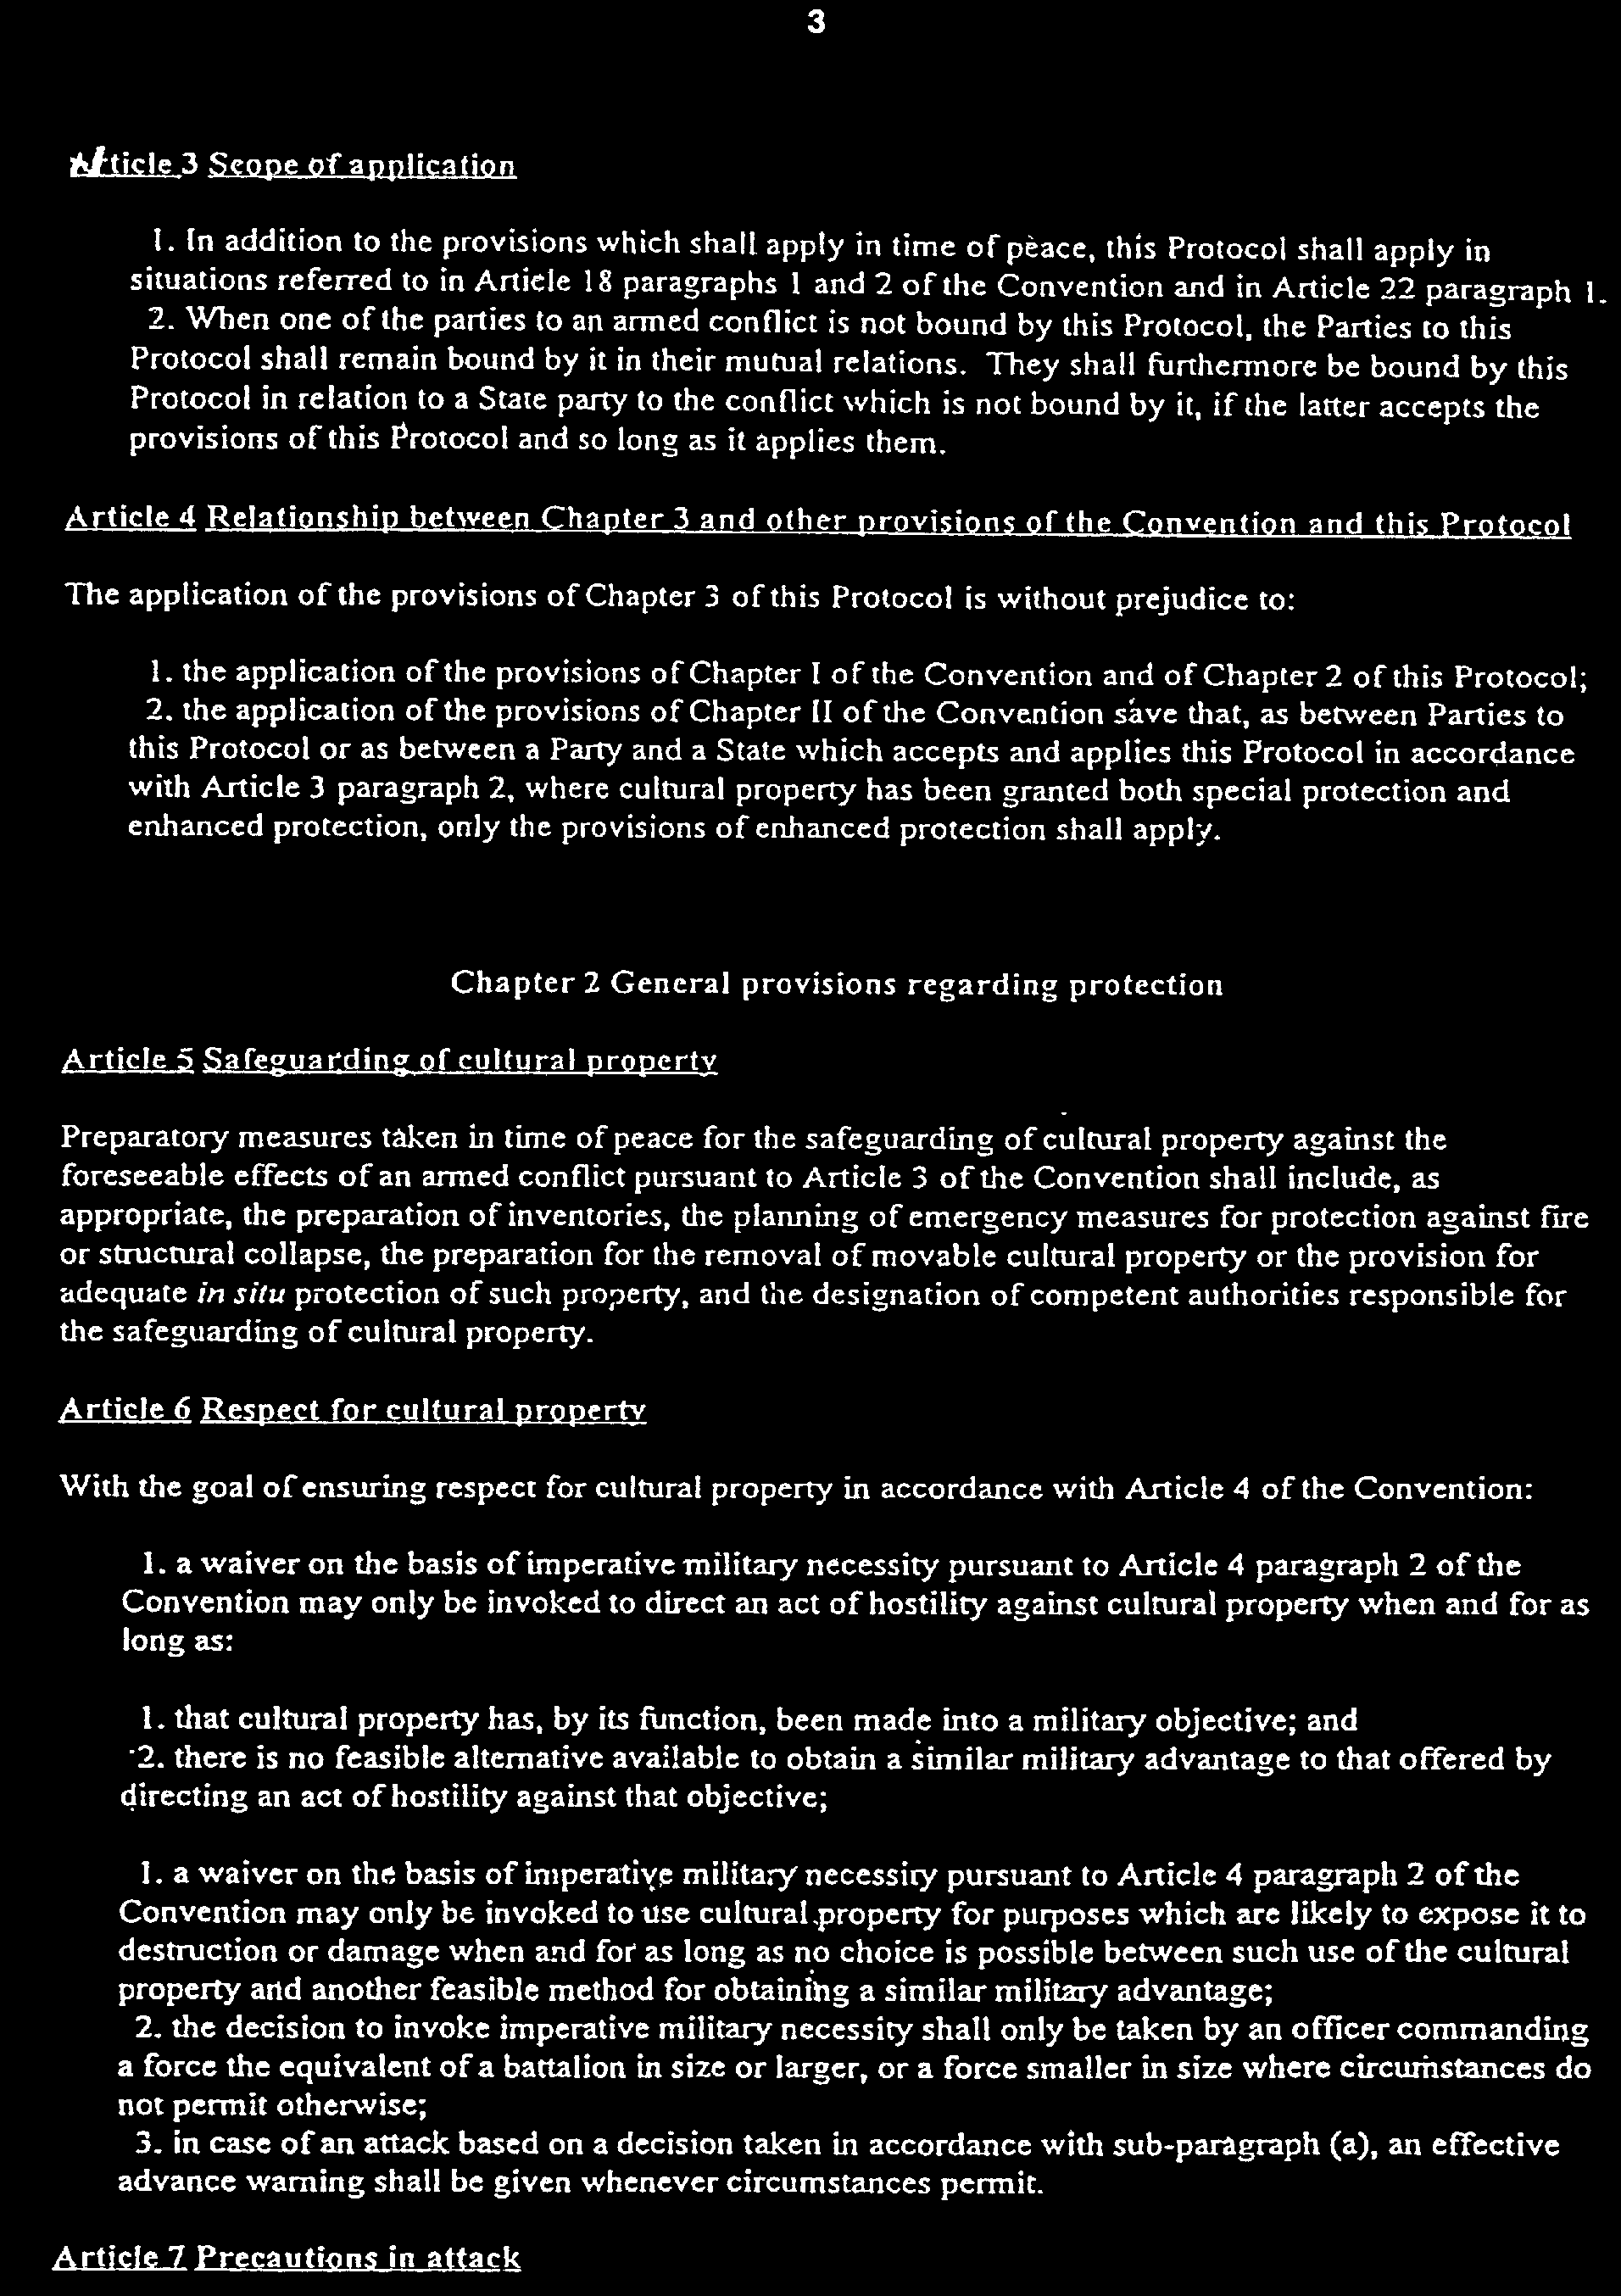 3
Article 3 Scope of application
1. In addition to the provisions which shall apply in time of peace, this Protocol shall apply in
situations referred to in Article 18 paragraphs 1 and 2 of the Convention and in Article 22 paragraph 1.
2. When one of the parties to an armed conflict is not bound by this Protocol, the Parties to this
Protocol shall remain bound by it in their mutual relations. They shall furthermore be bound by this
Protocol in relation to a State party to the conflict which is not bound by it, if the latter accepts the
provisions of this Protocol and so long as it applies them.
Article 4 Relationship between Chapter 3 and other provisions of the Convention and this Protocol
The application of the provisions of Chapter 3 of this Protocol is without prejudice to:
1. the application of the provisions of Chapter I of the Convention and of Chapter 2 of this Protocol;
2. the application of the provisions of Chapter II of the Convention save that, as between Parties to
this Protocol or as between a Party and a State which accepts and applies this Protocol in accordance
with Article 3 paragraph 2, where cultural property has been granted both special protection and
enhanced protection, only the provisions of enhanced protection shall apply.
Chapter 2 General provisions regarding protection
Article 5 Safeguarding of cultural property
Preparatory measures taken in time of peace for the safeguarding of cultural property against the
foreseeable effects of an armed conflict pursuant to Article 3 of the Convention shall include, as
appropriate, the preparation of inventories, the planning of emergency measures for protection against fire
or structural collapse, the preparation for the removal of movable cultural property or the provision for
adequate in situ protection of such property, and the designation of competent authorities responsible for
the safeguarding of cultural property.
Article 6 Respect for cultural property
With the goal of ensuring respect for cultural property in accordance with Article 4 of the Convention:
1. a waiver on the basis of imperative military necessity pursuant to Article 4 paragraph 2 of the
Convention may only be invoked to direct an act of hostility against cultural property when and for as
long as:
1. that cultural property has, by its function, been made into a military objective; and
2. there is no feasible alternative available to obtain a similar military advantage to that offered by
directing an act of hostility against that objective;
1. a waiver on the basis of imperative military necessity pursuant to Article 4 paragraph 2 of the
Convention may only be invoked to use cultural property for purposes which are likely to expose it to
destruction or damage when and for as long as no choice is possible between such use of the cultural
property and another feasible method for obtaining a similar military advantage;
2. the decision to invoke imperative military necessity shall only be taken by an officer commanding
a force the equivalent of a battalion in size or larger, or a force smaller in size where circumstances do
not permit otherwise;
3. in case of an attack based on a decision taken in accordance with sub-paragraph (a), an effective
advance warning shall be given whenever circumstances permit.
Article 7 Precautions in attack